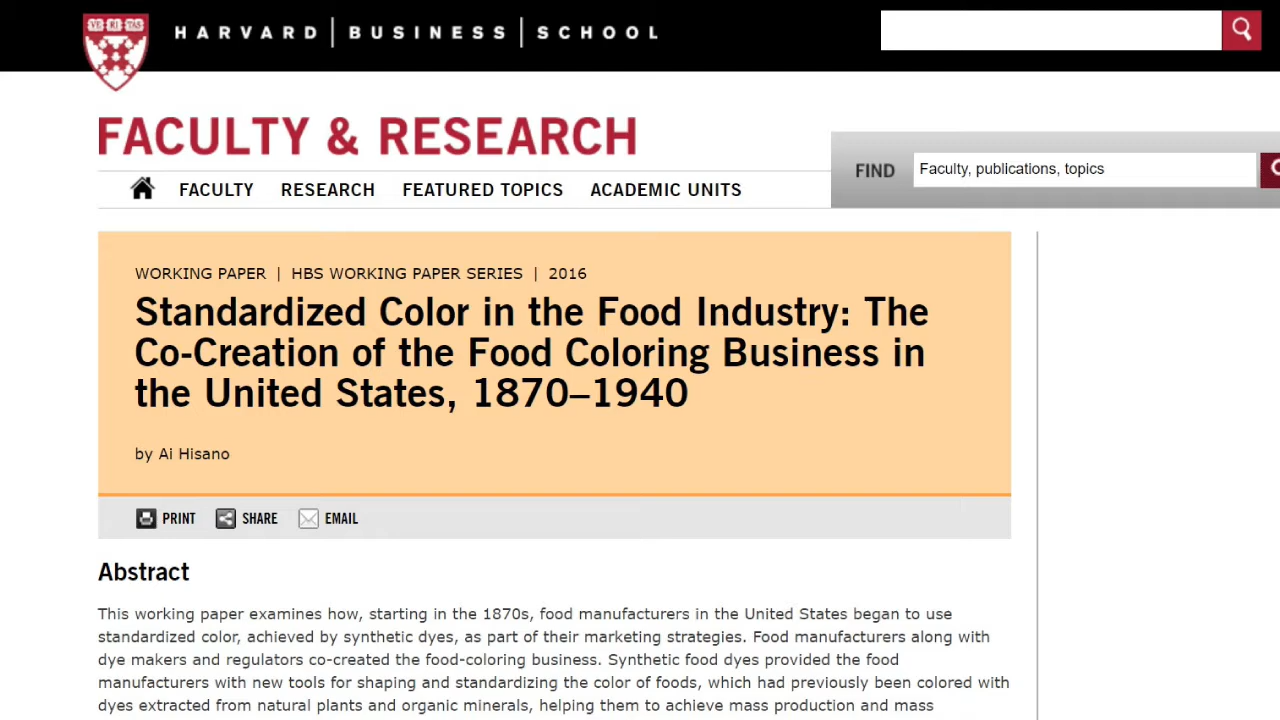 HARVARD | BUSINESS | SCHOOL
FACULTY & RESEARCH
FACULTY RESEARCH FEATURED TOPICS ACADEMIC UNITS
FIND Faculty, publications, topics
WORKING PAPER | HBS WORKING PAPER SERIES | 2016
Standardized Color in the Food Industry: The
Co-Creation of the Food Coloring Business in
the United States, 1870–1940
by Ai Hisano
PRINT SHARE EMAIL
Abstract
This working paper examines how, starting in the 1870s, food manufacturers in the United States began to use
standardized color, achieved by synthetic dyes, as part of their marketing strategies. Food manufacturers along with
dye makers and regulators co-created the food-coloring business. Synthetic food dyes provided the food
manufacturers with new tools for shaping and standardizing the color of foods, which had previously been colored with
dyes extracted from natural plants and organic minerals, helping them to achieve mass production and mass